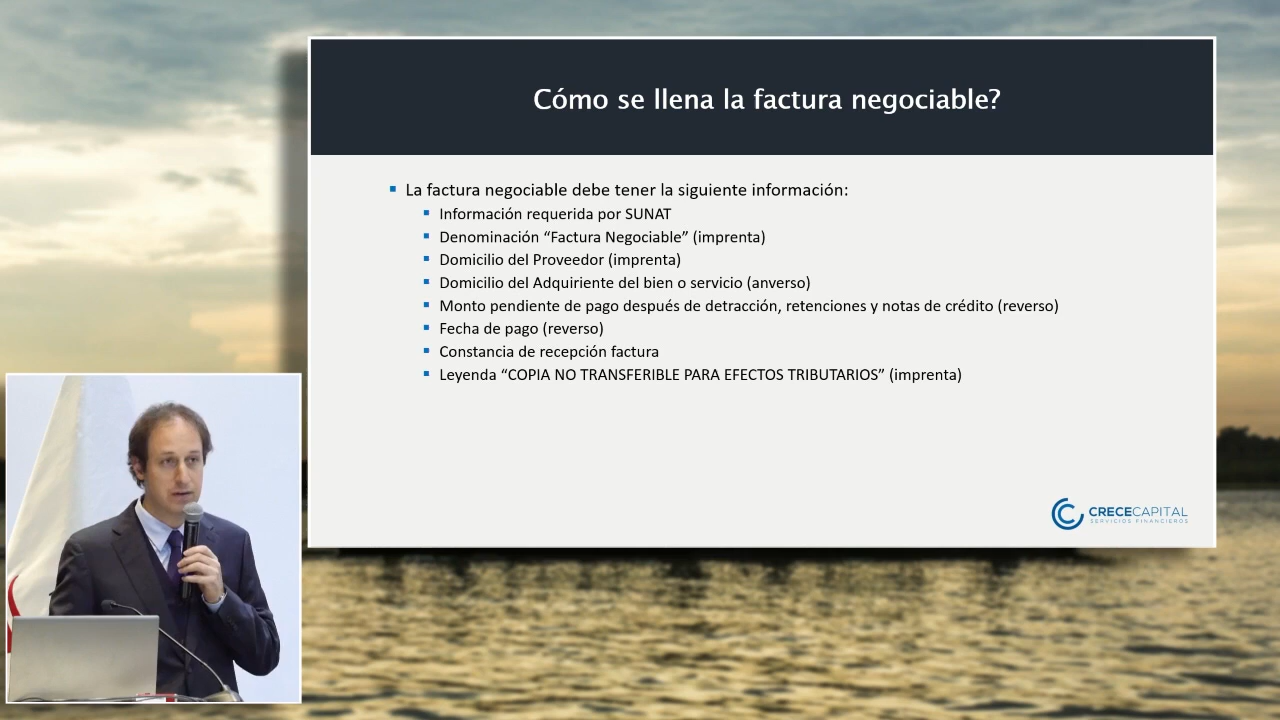 Cómo se llena la factura negociable?
La factura negociable debe tener la siguiente información:
Información requerida por SUNAT
Denominación “Factura Negociable” (imprenta)
Domicilio del Proveedor (imprenta)
Domicilio del Adquiriente del bien o servicio (anverso)
Monto pendiente de pago después de detracción, retenciones y notas de crédito (reverso)
Fecha de pago (reverso)
Constancia de recepción factura
Leyenda “COPIA NO TRANSFERIBLE PARA EFECTOS TRIBUTARIOS” (imprenta)
CRECECAPITAL
SERVICIOS FINANCIEROS